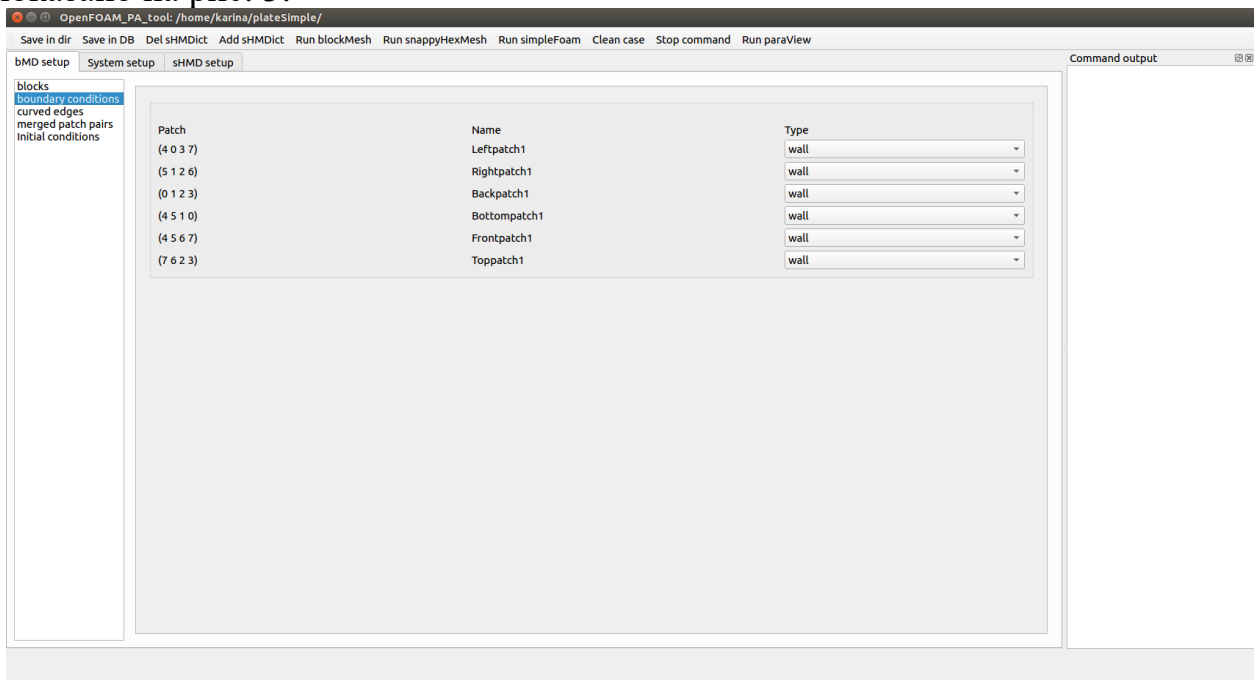 OpenFOAM_PA_tool: /home/karina/plateSimple/
Save in dir Save in DB Del sHMDict Add sHMDict Run blockMesh Run snappyHexMesh Run simpleFoam Clean case Stop command Run paraView
bMD setup System setup sHMD setup
Command output
blocks
boundary conditions
curved edges
merged patch pairs
Initial conditions
Patch Name Type
(4 0 3 7) Leftpatch1 wall
(5 1 2 6) Rightpatch1 wall
(0 1 2 3) Backpatch1 wall
(4 5 1 0) Bottompatch1 wall
(4 5 6 7) Frontpatch1 wall
(7 6 2 3) Toppatch1 wall